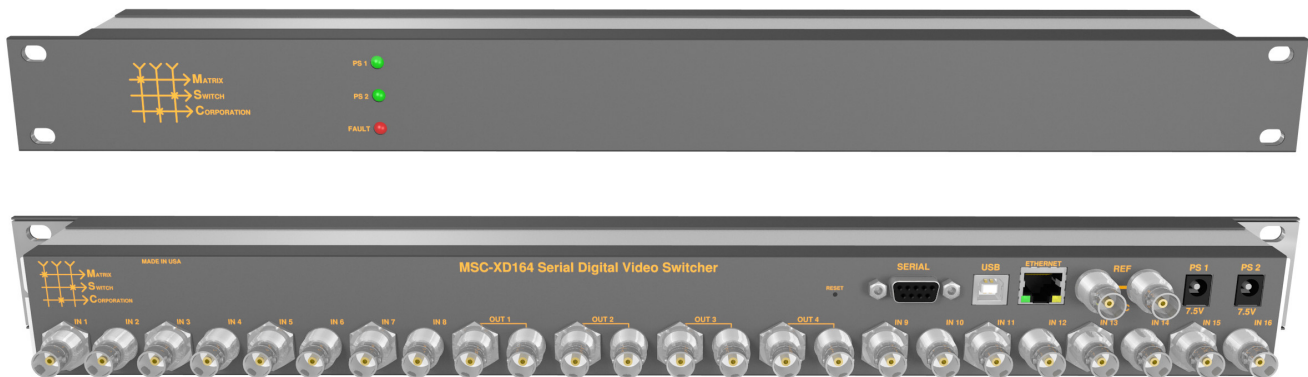 PS 1
MATRIX
SWITCH
PS 2
CORPORATION
FAULT
MADE IN USA
MSC-XD164 Serial Digital Video Switcher
SERIAL
USB
ETHERNET
REF
PS 1
PS 2
MATRIX
SWITCH
CORPORATION
RESET
7.5V
7.5V
IN 1
IN 2
IN 3
IN 4
IN 5
IN 6
IN 7
IN 8
OUT 1
OUT 2
OUT 3
OUT 4
IN 9
IN 10
IN 11
IN 12
IN 13
IN 14
IN 15
IN 16